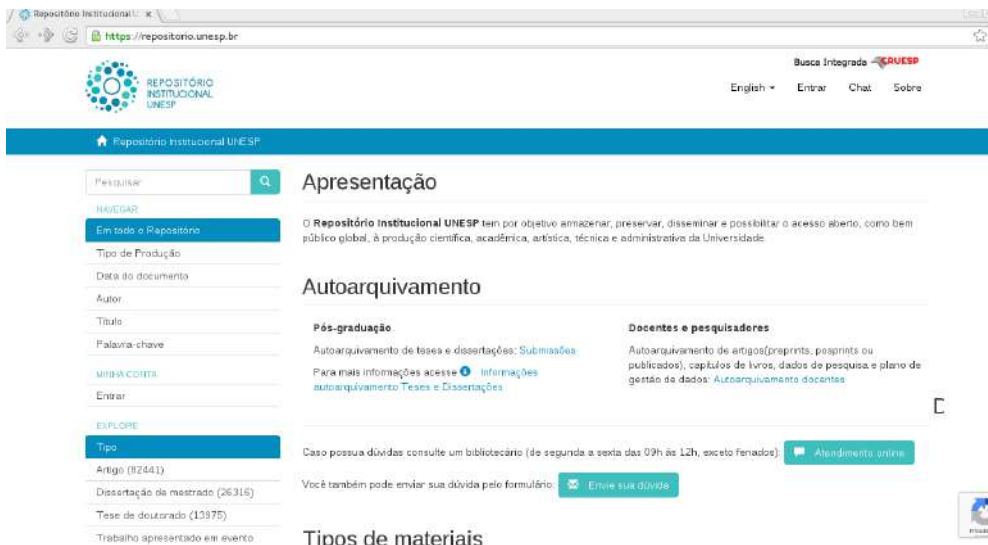 Repositório Institucional
https://repositorio.unesp.br
Busca Integrada CRUESP
REPOSITÓRIO
INSTITUCIONAL
UNESP
English Entrar Chat Sobre
Repositório Institucional UNESP
Pesquisar
NAVEGAR
Em todo o Repositório
Tipo de Produção
Data do documento
Autor
Título
Palavra-chave
MINHA CONTA
Entrar
EXPLORE
Tipo
Artigo (82441)
Dissertação de mestrado (26316)
Tese de doutorado (13975)
Trabalho apresentado em evento
Apresentação
O Repositório Institucional UNESP tem por objetivo armazenar, preservar, disseminar e possibilitar o acesso aberto, como bem
público global, à produção científica, acadêmica, artística, técnica e administrativa da Universidade.
Autoarquivamento
Pós-graduação
Autoarquivamento de teses e dissertações: Submissões
Para mais informações acesse Informações
autoarquivamento Teses e Dissertações
Docentes e pesquisadores
Autoarquivamento de artigos(preprints, posprints ou
publicados), capítulos de livros, dados de pesquisa e plano de
gestão de dados: Autoarquivamento docentes
D
Caso possua dúvidas consulte um bibliotecário (de segunda a sexta das 09h às 12h, exceto feriados): Atendimento online
Você também pode enviar sua dúvida pelo formulário: Envie sua dúvida
Tipos de materiais